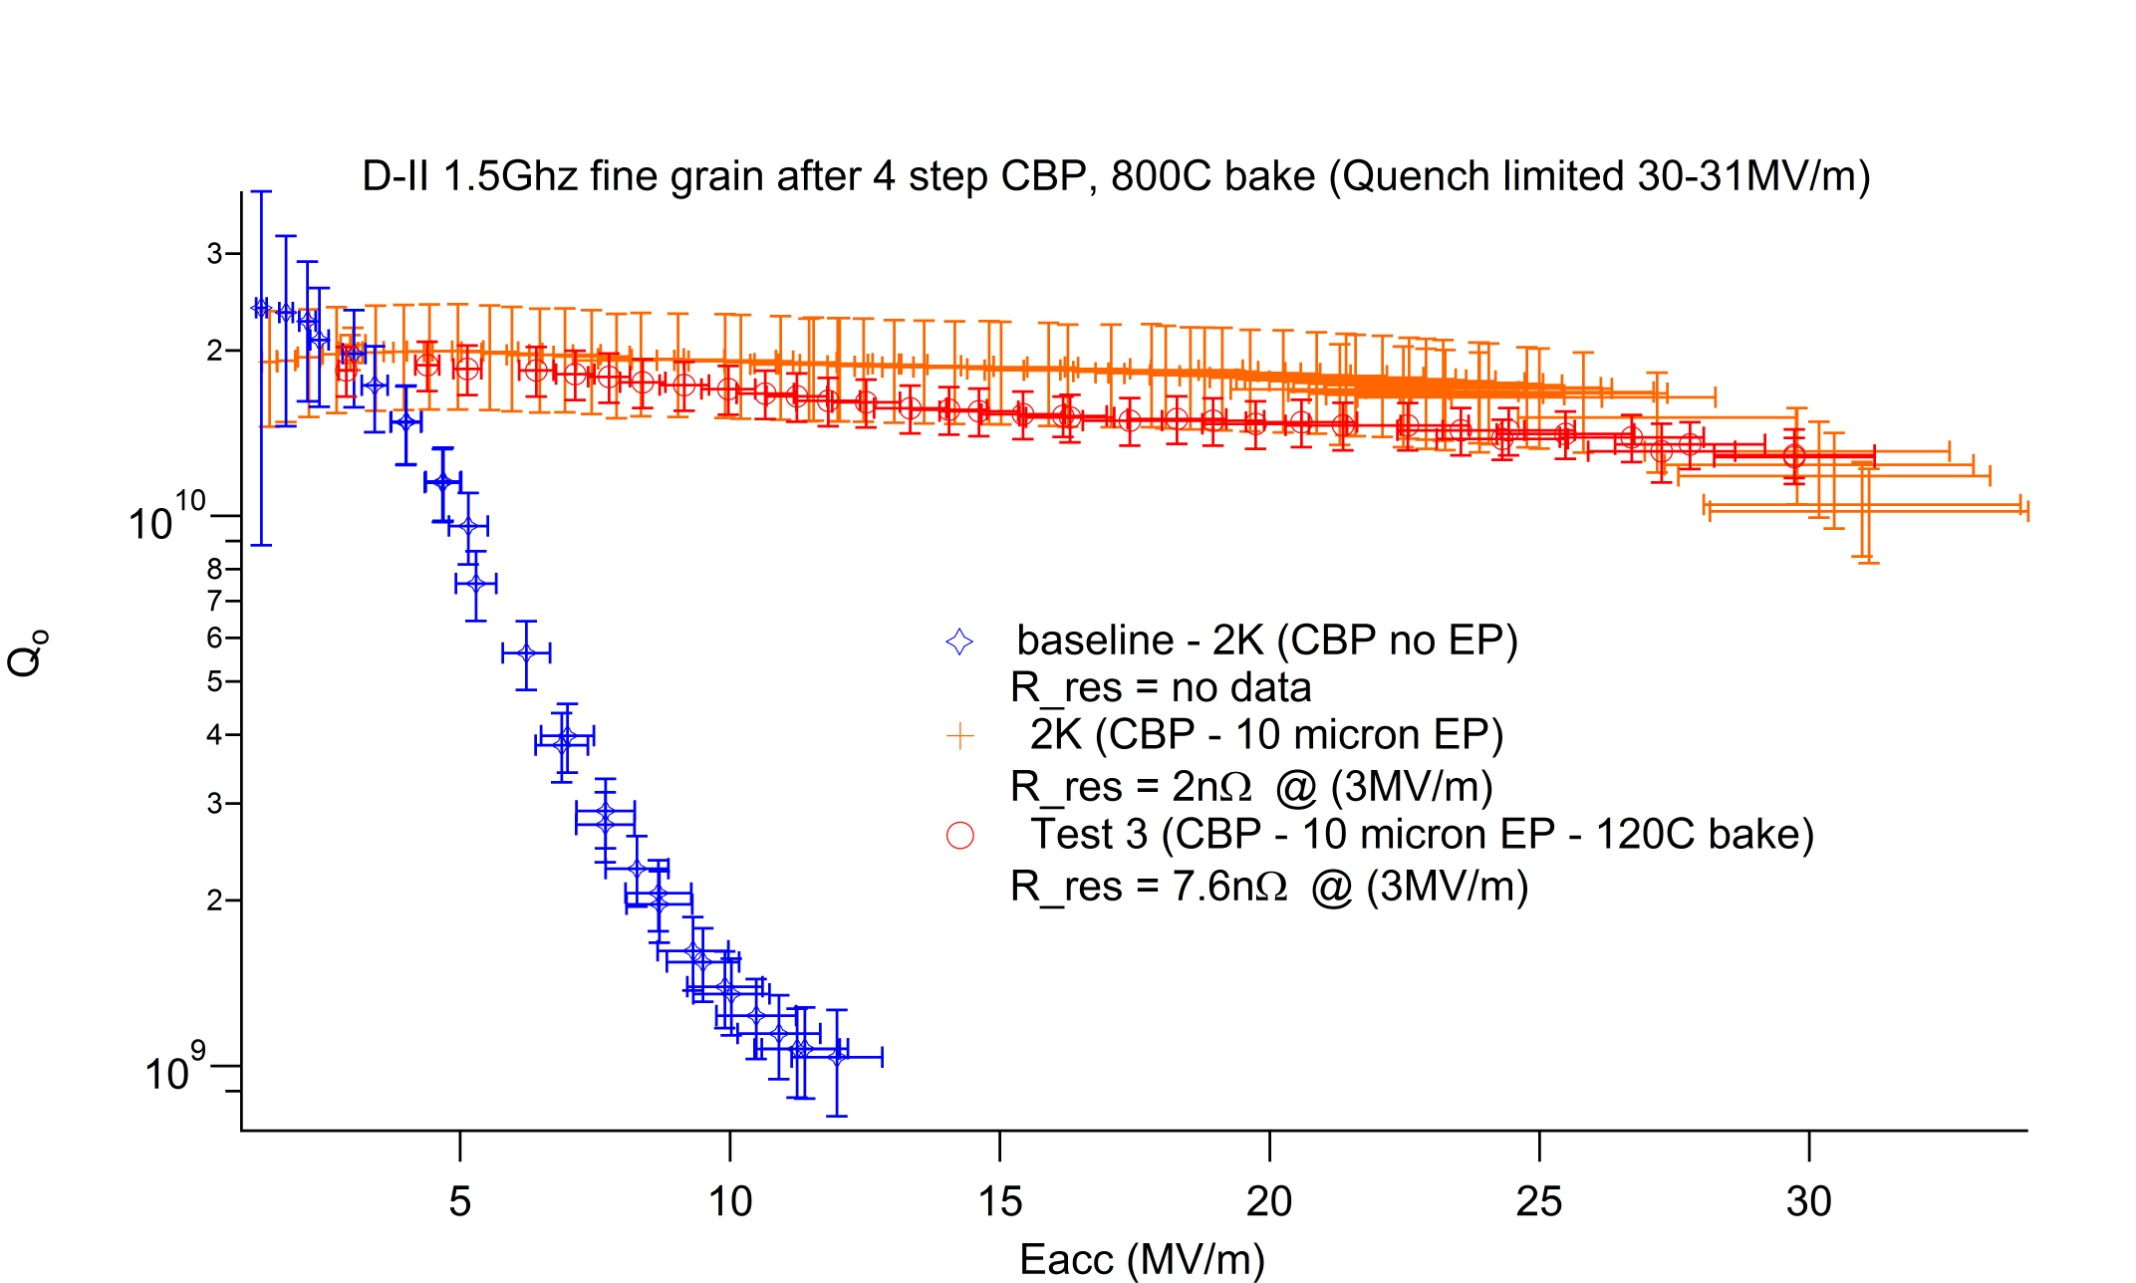 D-II 1.5Ghz fine grain after 4 step CBP, 800C bake (Quench limited 30-31MV/m)
3
2
10^10
8
7
6
5
4
3
2
10^9
Qo
baseline - 2K (CBP no EP)
R_res = no data
2K (CBP - 10 micron EP)
R_res = 2nΩ @ (3MV/m)
Test 3 (CBP - 10 micron EP - 120C bake)
R_res = 7.6nΩ @ (3MV/m)
5 10 15 20 25 30
Eacc (MV/m)